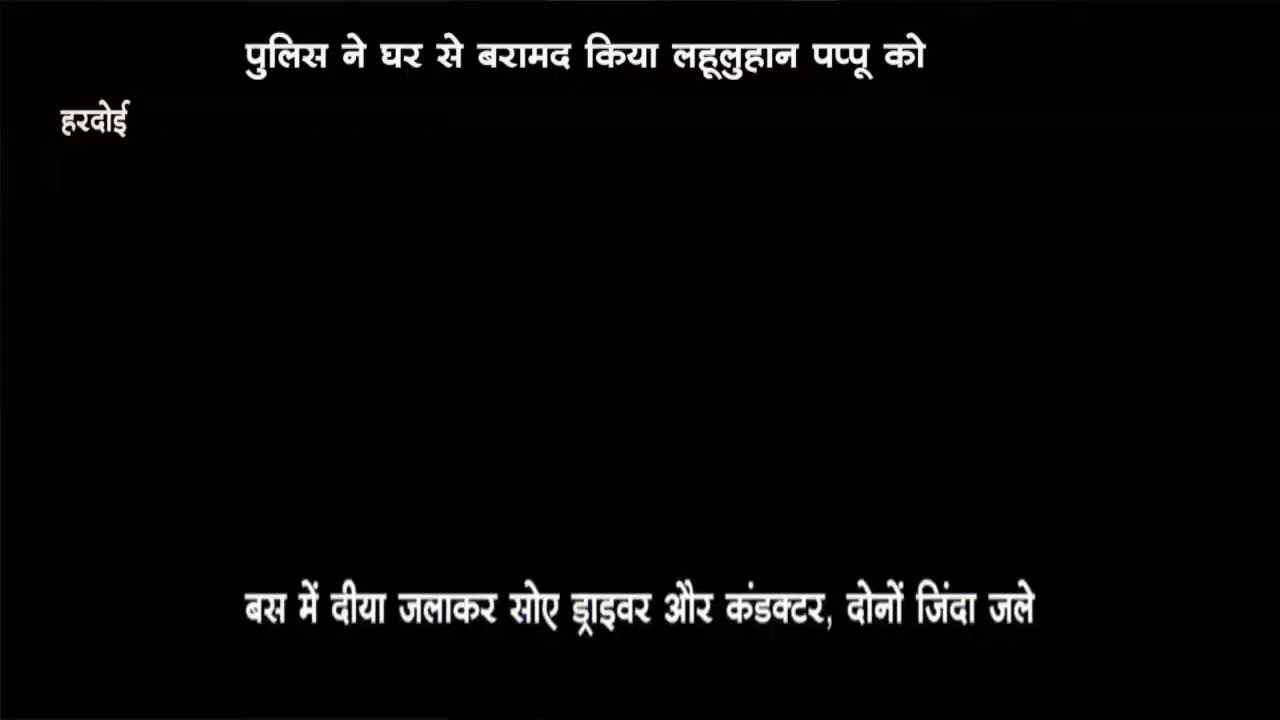 पुलिस ने घर से बरामद किया लहूलुहान पप्पू को
हरदोई
बस में दीया जलाकर सोए ड्राइवर और कंडक्टर, दोनों जिंदा जले